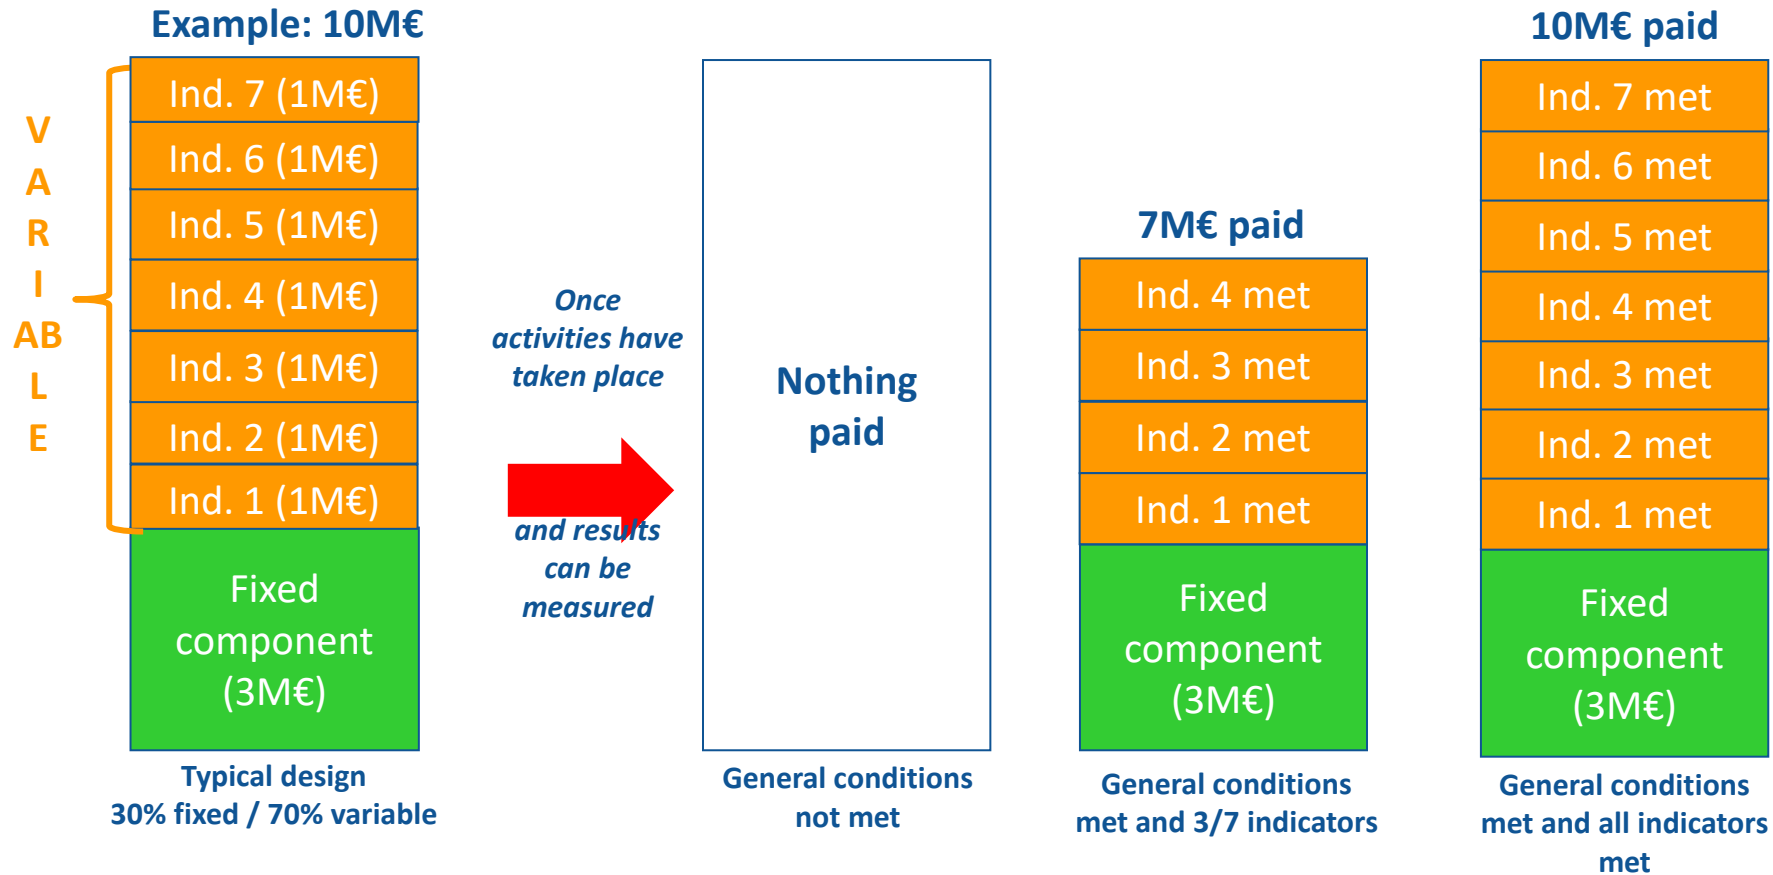 Example: 10M€
V
A
R
I
AB
L
E
Ind. 7 (1M€)
Ind. 6 (1M€)
Ind. 5 (1M€)
Ind. 4 (1M€)
Ind. 3 (1M€)
Ind. 2 (1M€)
Ind. 1 (1M€)
Fixed
component
(3M€)
Typical design
30% fixed / 70% variable
Once
activities have
taken place
and results
can be
measured
Nothing
paid
General conditions
not met
7M€ paid
Ind. 4 met
Ind. 3 met
Ind. 2 met
Ind. 1 met
Fixed
component
(3M€)
General conditions
met and 3/7 indicators
10M€ paid
Ind. 7 met
Ind. 6 met
Ind. 5 met
Ind. 4 met
Ind. 3 met
Ind. 2 met
Ind. 1 met
Fixed
component
(3M€)
General conditions
met and all indicators
met